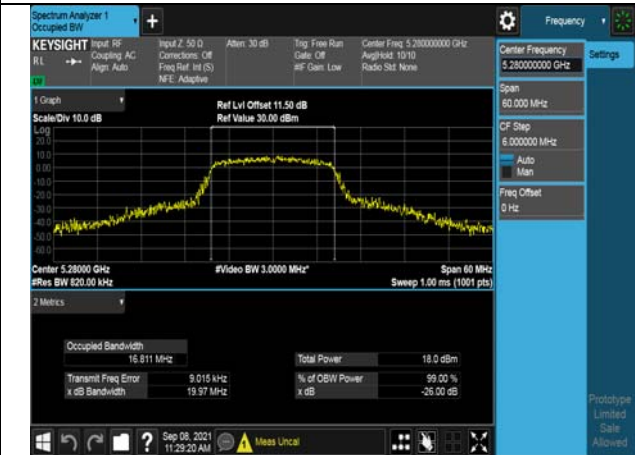 Spectrum Analyzer 1
Occupied BW
+
Frequency
KEYSIGHT
RL
Input: RF
Coupling: AC
Align: Auto
Input Z: 50 Ω
Corrections: Off
Freq Ref: Int (S)
NFE: Adaptive
Atten: 30 dB
Trig: Free Run
Gate: Off
#IF Gain: Low
Center Freq: 5.280000000 GHz
Avg|Hold: 10/10
Radio Std: None
Center Frequency
5.280000000 GHz
Settings
Span
60.000 MHz
CF Step
6.000000 MHz
Auto
Man
Freq Offset
0 Hz
1 Graph
Ref Lvl Offset 11.50 dB
Scale/Div 10.0 dB
Ref Value 30.00 dBm
Log
20.0
10.0
0.00
-10.0
-20.0
-30.0
-40.0
-50.0
-60.0
Center 5.28000 GHz
#Video BW 3.0000 MHz*
Span 60 MHz
#Res BW 820.00 kHz
Sweep 1.00 ms (1001 pts)
2 Metrics
Occupied Bandwidth
16.811 MHz
Total Power
18.0 dBm
Transmit Freq Error
9.015 kHz
% of OBW Power
99.00 %
x dB Bandwidth
19.97 MHz
x dB
-26.00 dB
Prototype
Limited
Sale
Allowed
?
Sep 08, 2021
11:29:20 AM
Meas Uncal